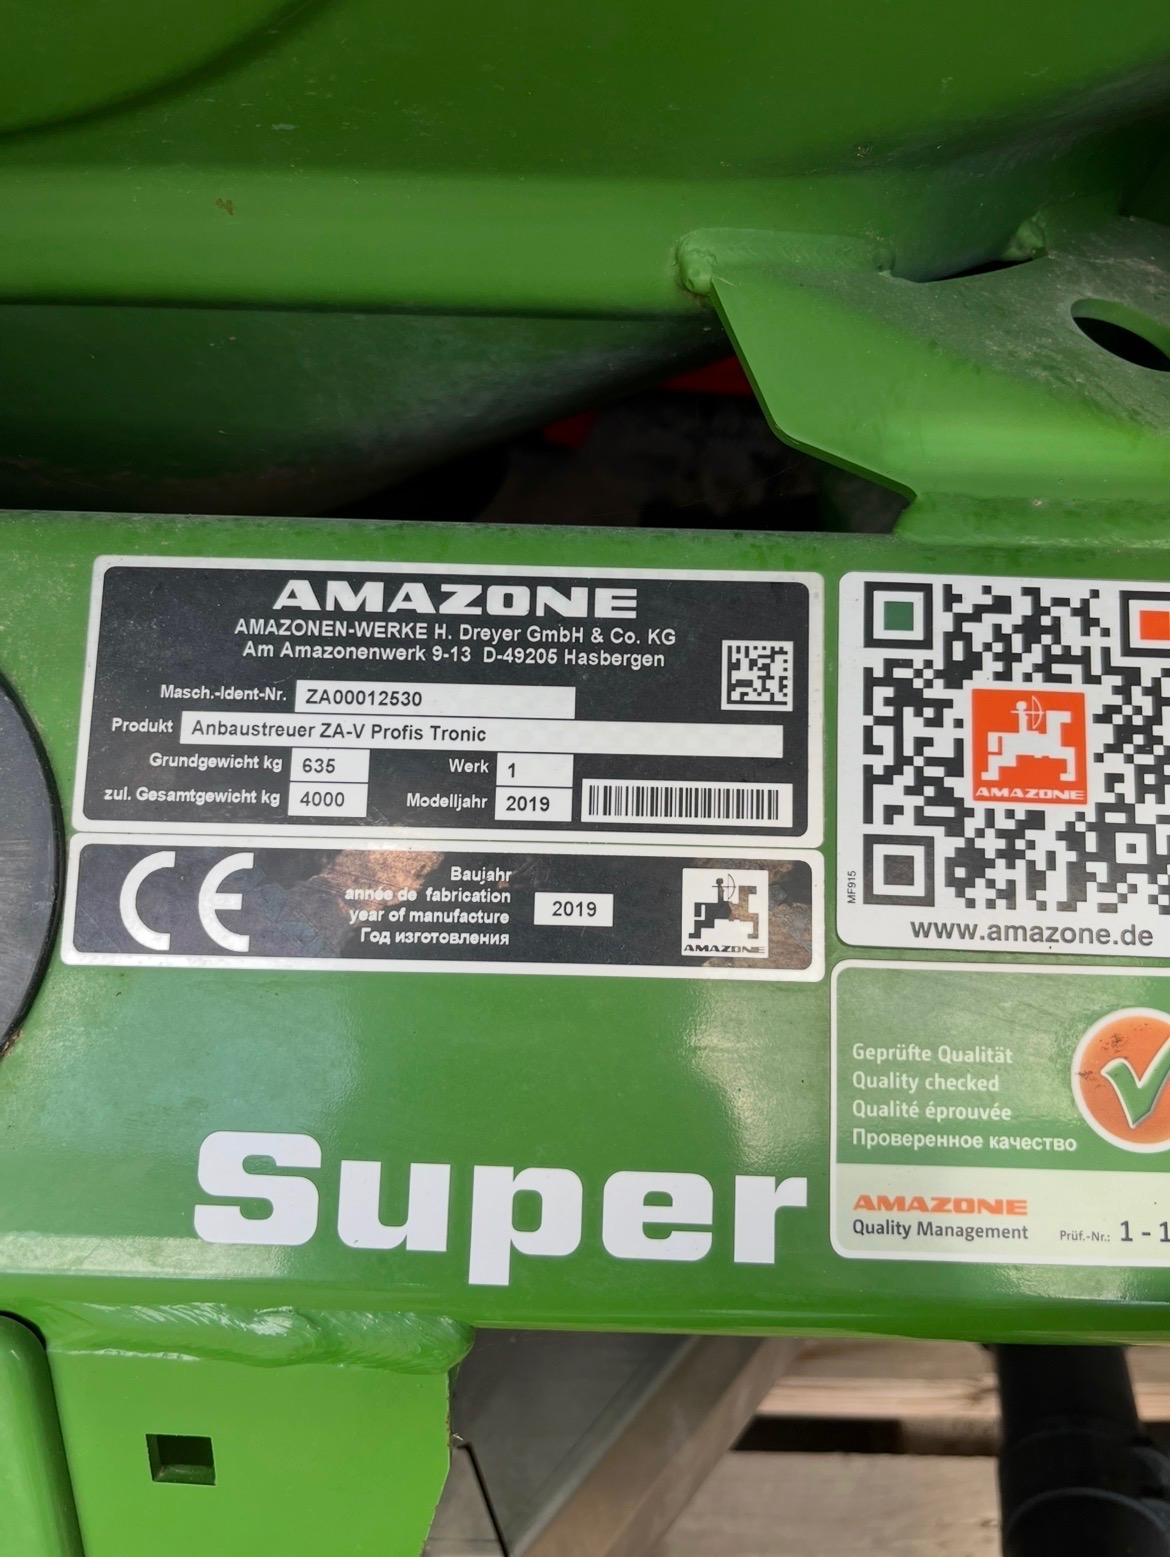 AMAZONE
AMAZONEN-WERKE H. Dreyer GmbH & Co. KG
Am Amazonenwerk 9-13 D-49205 Hasbergen
Masch.-Ident-Nr. ZA00012530
Produkt Anbaustreuer ZA-V Profis Tronic
Grundgewicht kg 635 Werk 1
zul. Gesamtgewicht kg 4000 Modelljahr 2019
CE
Baujahr
année de fabrication
year of manufacture 2019
Год изготовления
AMAZONE
AMAZONE
MF915
www.amazone.de
Geprüfte Qualität
Quality checked
Qualité éprouvée
Проверенное качество
AMAZONE
Quality Management Prüf.-Nr.: 1 - 1
Super